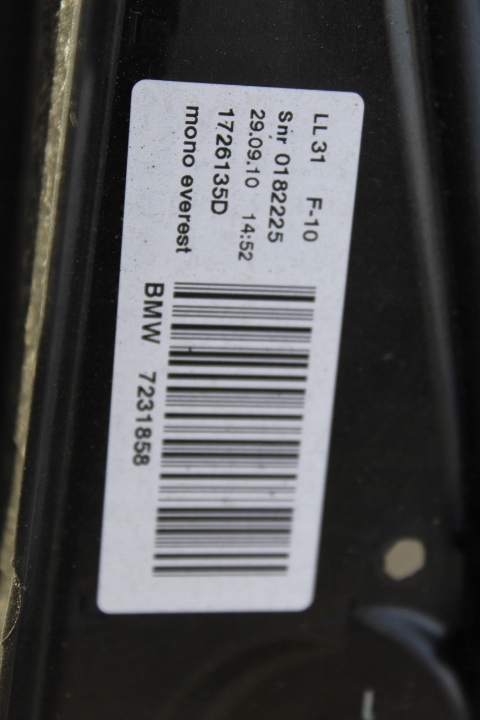 LL 31 F-10
Snr 0182225
29.09.10 14:52
1726135D
mono everest
BMW 7231858